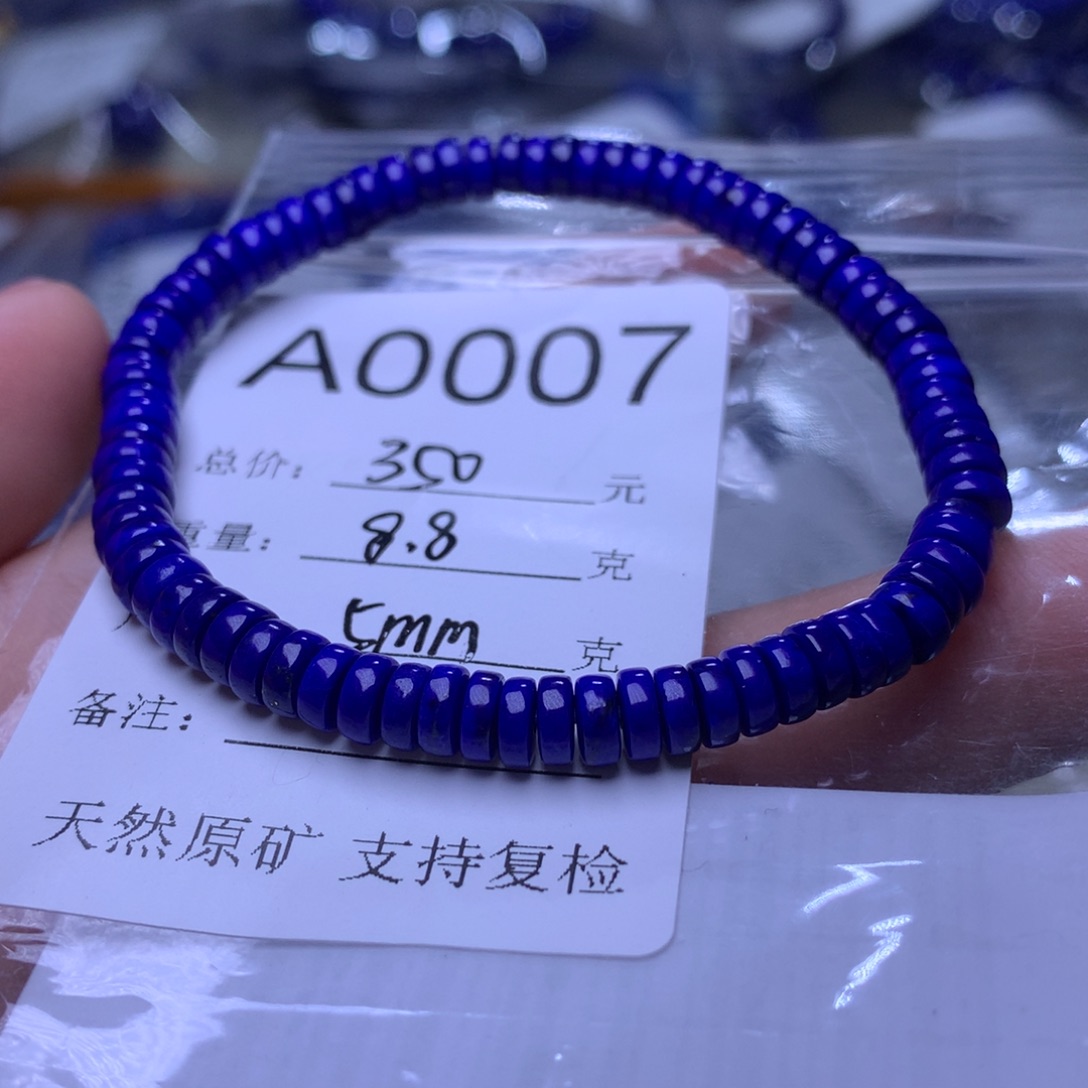 A0007
总价: 350 元
重量: 8.8 克
5mm 克
备注:
天然原矿 支持复检